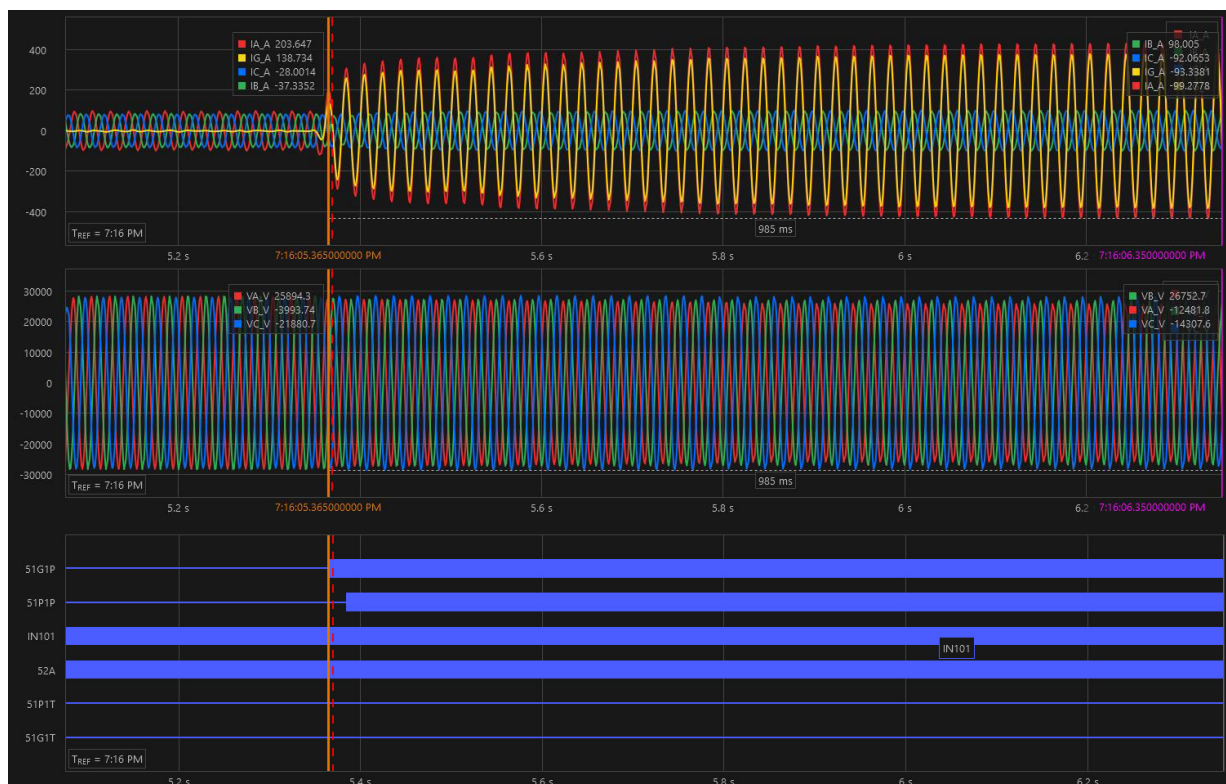 400
200
0
-200
-400
IA_A 203.647
IG_A 138.734
IC_A -28.0014
IB_A -37.3352
IB_A 98.005
IC_A -92.0653
IG_A -93.3381
IA_A -99.2778
TREF = 7:16 PM
985 ms
5.2 s
7:16:05.365000000 PM
5.6 s
5.8 s
6 s
6.2
7:16:06.350000000 PM
30000
20000
10000
0
-10000
-20000
-30000
VA_V 25894.3
VB_V -3993.74
VC_V -21880.7
VB_V 26752.7
VA_V -12481.8
VC_V -14307.6
TREF = 7:16 PM
985 ms
5.2 s
7:16:05.365000000 PM
5.6 s
5.8 s
6 s
6.2
7:16:06.350000000 PM
51G1P
51P1P
IN101
IN101
52A
51P1T
51G1T
TREF = 7:16 PM
5.2 s
5.4 s
5.6 s
5.8 s
6 s
6.2 s